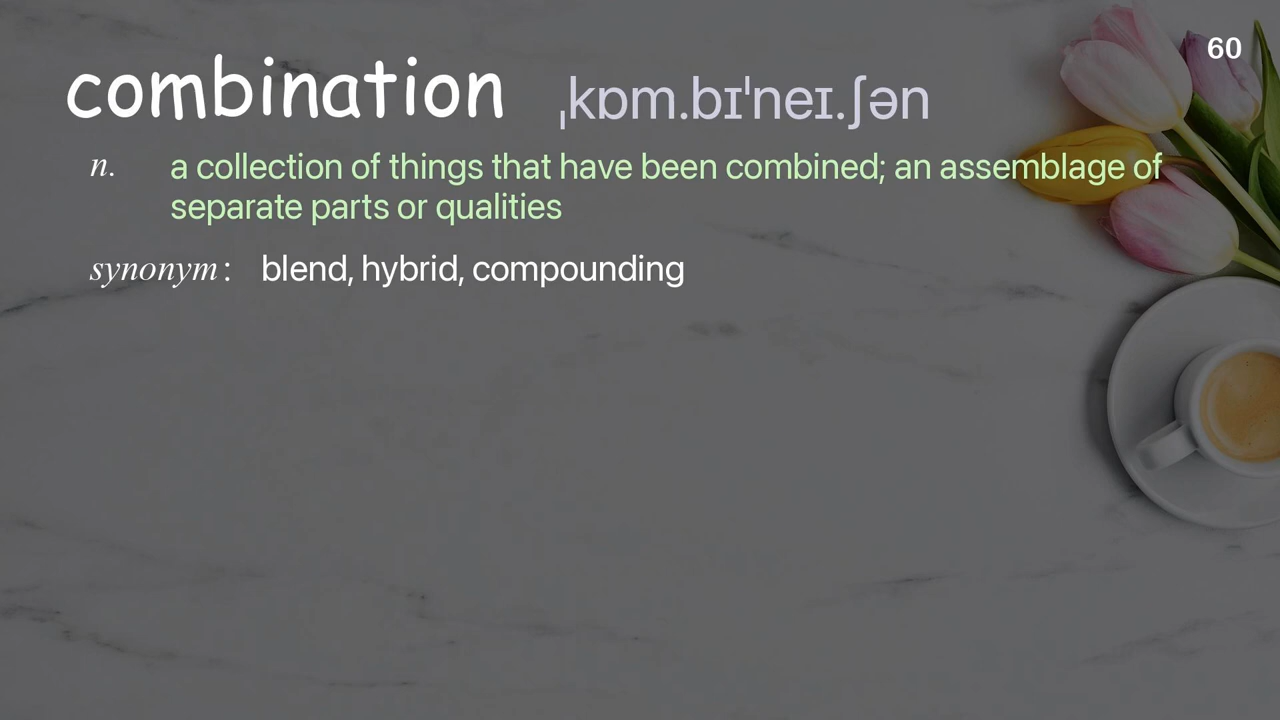 60
combination ˌkɒm.bɪˈneɪ.ʃən
n. a collection of things that have been combined; an assemblage of
separate parts or qualities
synonym: blend, hybrid, compounding